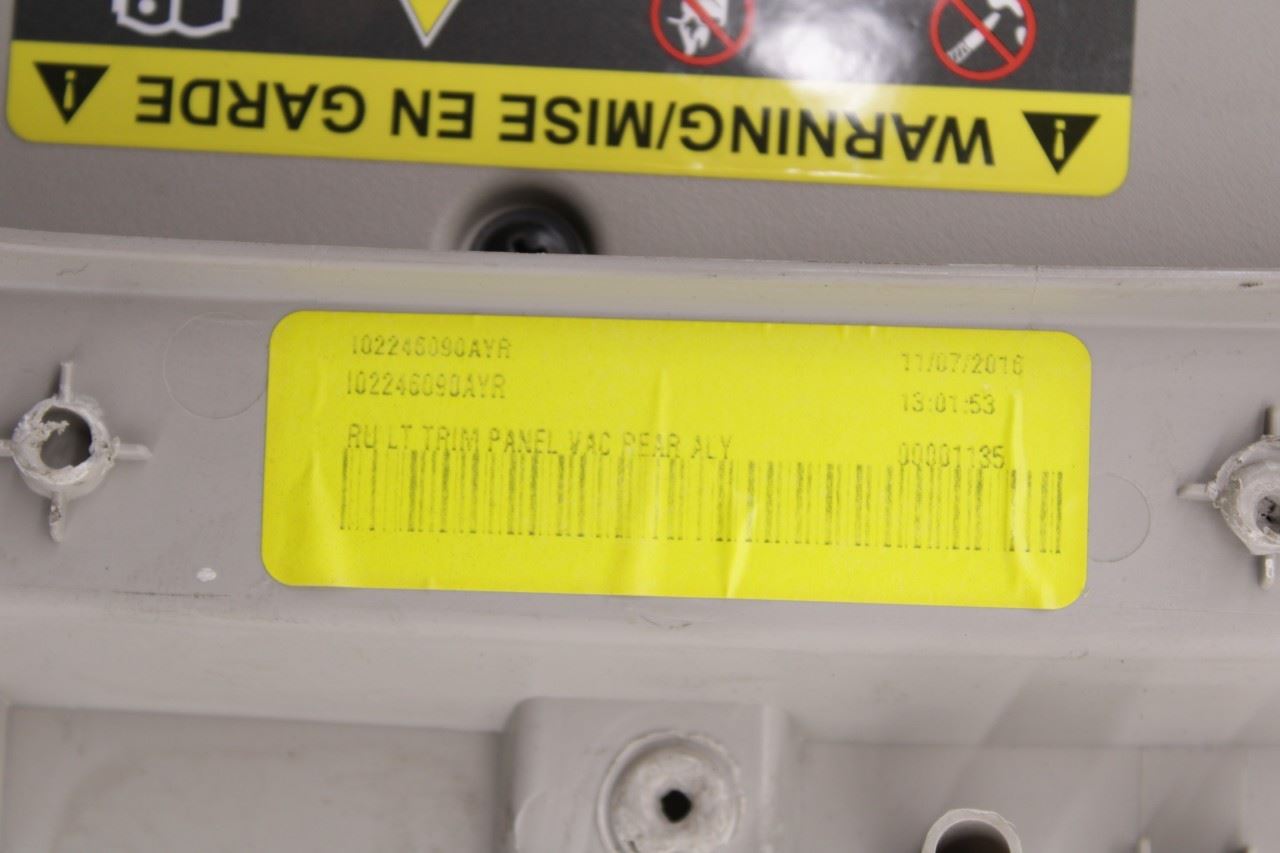 WARNING/MISE EN GARDE
102246090AYR
11/07/2016
102246090AYR
13:01:53
RU LT TRIM PANEL VAC REAR ALY
00001135